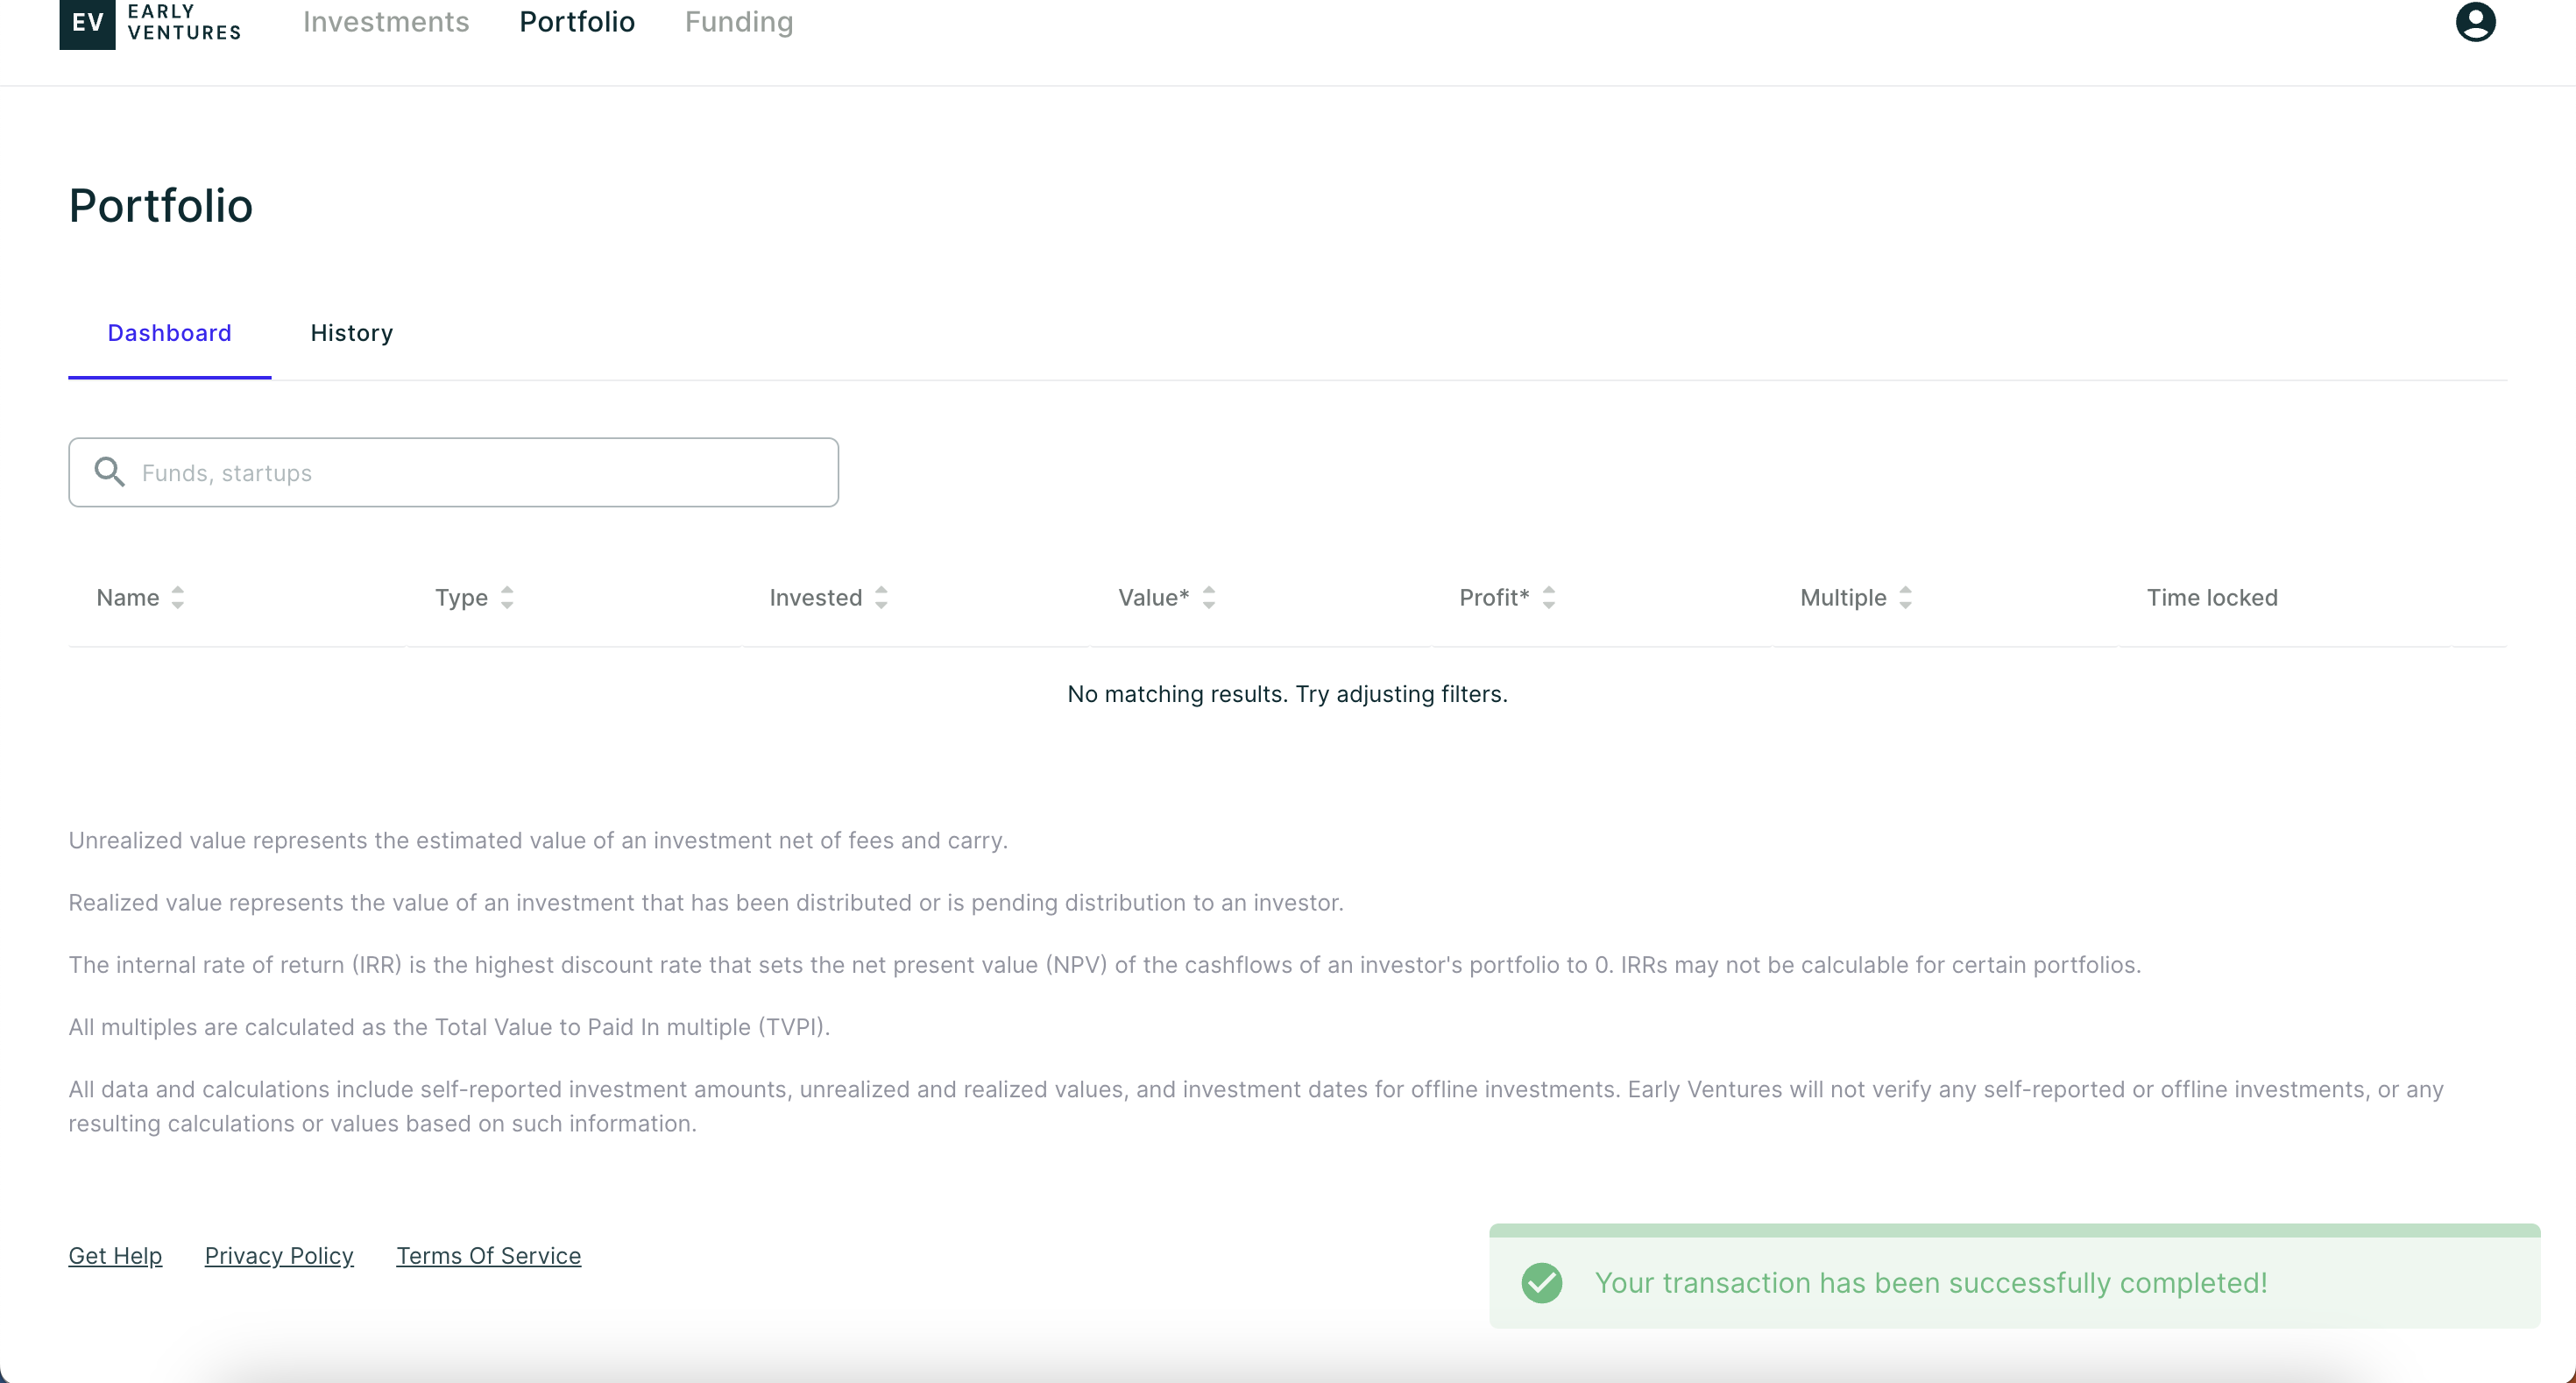 EV
EARLY
VENTURES
Investments
Portfolio
Funding
Portfolio
Dashboard
History
Funds, startups
Name
Type
Invested
Value*
Profit*
Multiple
Time locked
No matching results. Try adjusting filters.
Unrealized value represents the estimated value of an investment net of fees and carry.
Realized value represents the value of an investment that has been distributed or is pending distribution to an investor.
The internal rate of return (IRR) is the highest discount rate that sets the net present value (NPV) of the cashflows of an investor's portfolio to 0. IRRs may not be calculable for certain portfolios.
All multiples are calculated as the Total Value to Paid In multiple (TVPI).
All data and calculations include self-reported investment amounts, unrealized and realized values, and investment dates for offline investments. Early Ventures will not verify any self-reported or offline investments, or any
resulting calculations or values based on such information.
Get Help
Privacy Policy
Terms Of Service
Your transaction has been successfully completed!